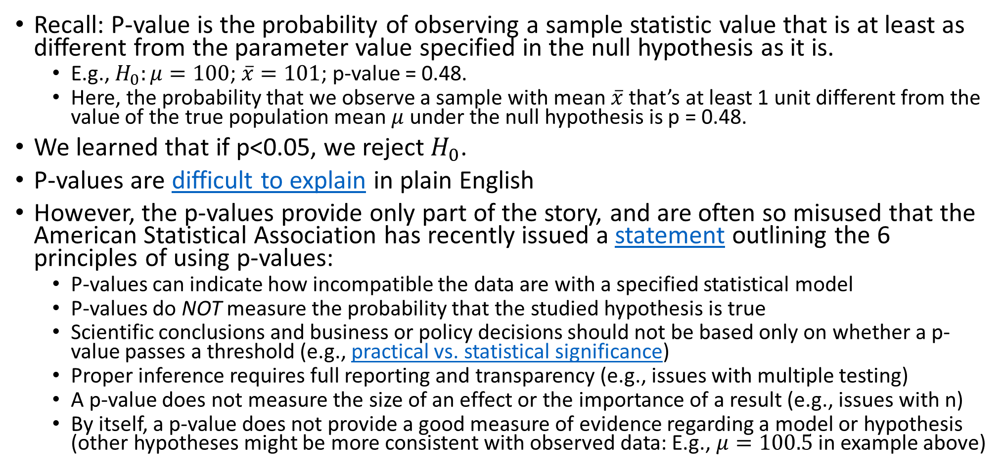 • Recall: P-value is the probability of observing a sample statistic value that is at least as
different from the parameter value specified in the null hypothesis as it is.
• E.g., H₀: μ = 100; x̄ = 101; p-value = 0.48.
• Here, the probability that we observe a sample with mean x̄ that’s at least 1 unit different from the
value of the true population mean μ under the null hypothesis is p = 0.48.
• We learned that if p<0.05, we reject H₀.
• P-values are difficult to explain in plain English
• However, the p-values provide only part of the story, and are often so misused that the
American Statistical Association has recently issued a statement outlining the 6
principles of using p-values:
• P-values can indicate how incompatible the data are with a specified statistical model
• P-values do NOT measure the probability that the studied hypothesis is true
• Scientific conclusions and business or policy decisions should not be based only on whether a p-
value passes a threshold (e.g., practical vs. statistical significance)
• Proper inference requires full reporting and transparency (e.g., issues with multiple testing)
• A p-value does not measure the size of an effect or the importance of a result (e.g., issues with n)
• By itself, a p-value does not provide a good measure of evidence regarding a model or hypothesis
(other hypotheses might be more consistent with observed data: E.g., μ = 100.5 in example above)